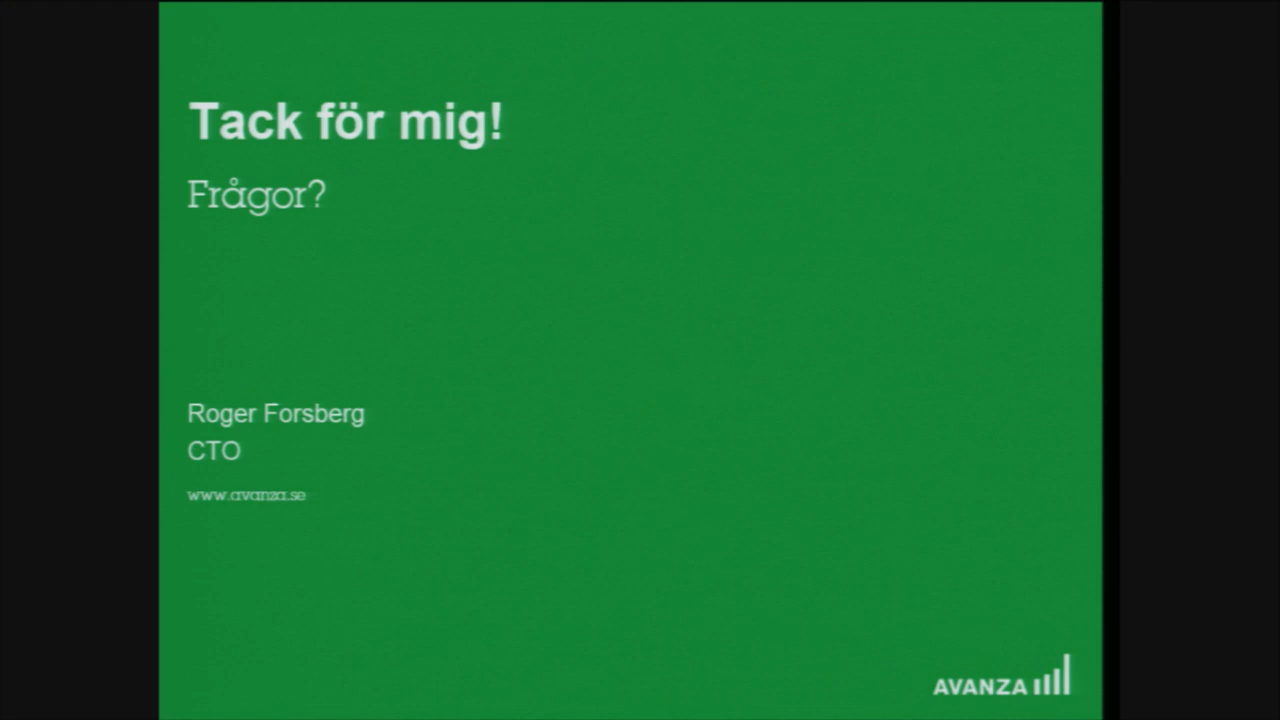 Tack för mig!
Frågor?
Roger Forsberg
CTO
www.avanza.se
AVANZA